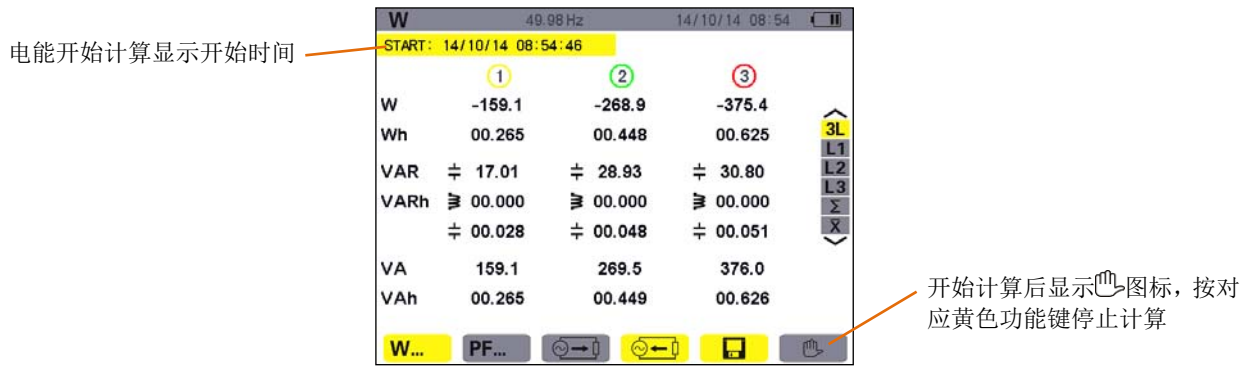 W 49.98 Hz 14/10/14 08:54
电能开始计算显示开始时间
START: 14/10/14 08:54:46
1 2 3
W -159.1 -268.9 -375.4
Wh 00.265 00.448 00.625
VAR 17.01 28.93 30.80
VARh 00.000 00.000 00.000
00.028 00.048 00.051
VA 159.1 269.5 376.0
VAh 00.265 00.449 00.626
3L
L1
L2
L3
Σ
X̄
开始计算后显示图标，按对
应黄色功能键停止计算
W... PF...